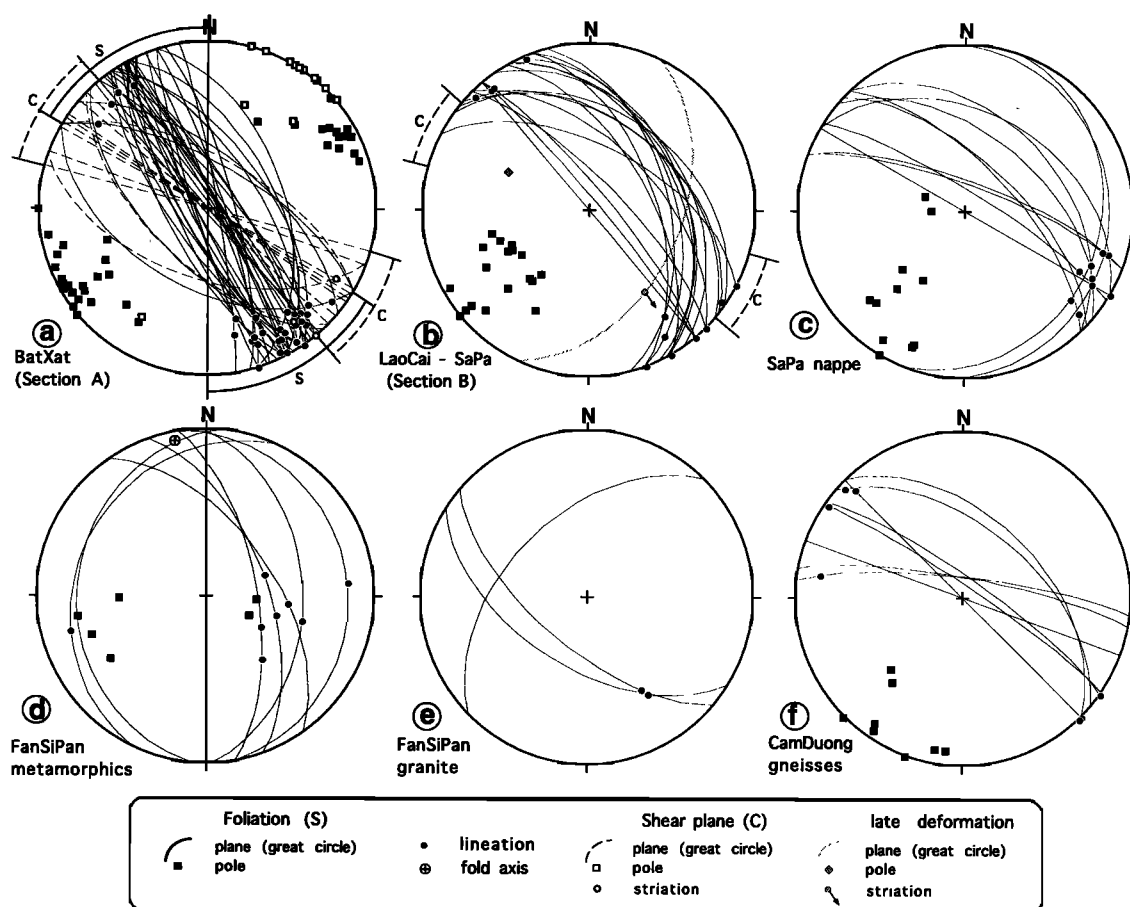 N
S
C
C
S
a
BatXat
(Section A)
N
C
C
b
LaoCai - SaPa
(Section B)
N
c
SaPa nappe
N
d
FanSiPan
metamorphics
N
e
FanSiPan
granite
N
f
CamDuong
gneisses
Foliation (S)
plane (great circle)
pole
lineation
fold axis
Shear plane (C)
plane (great circle)
pole
striation
late deformation
plane (great circle)
pole
striation